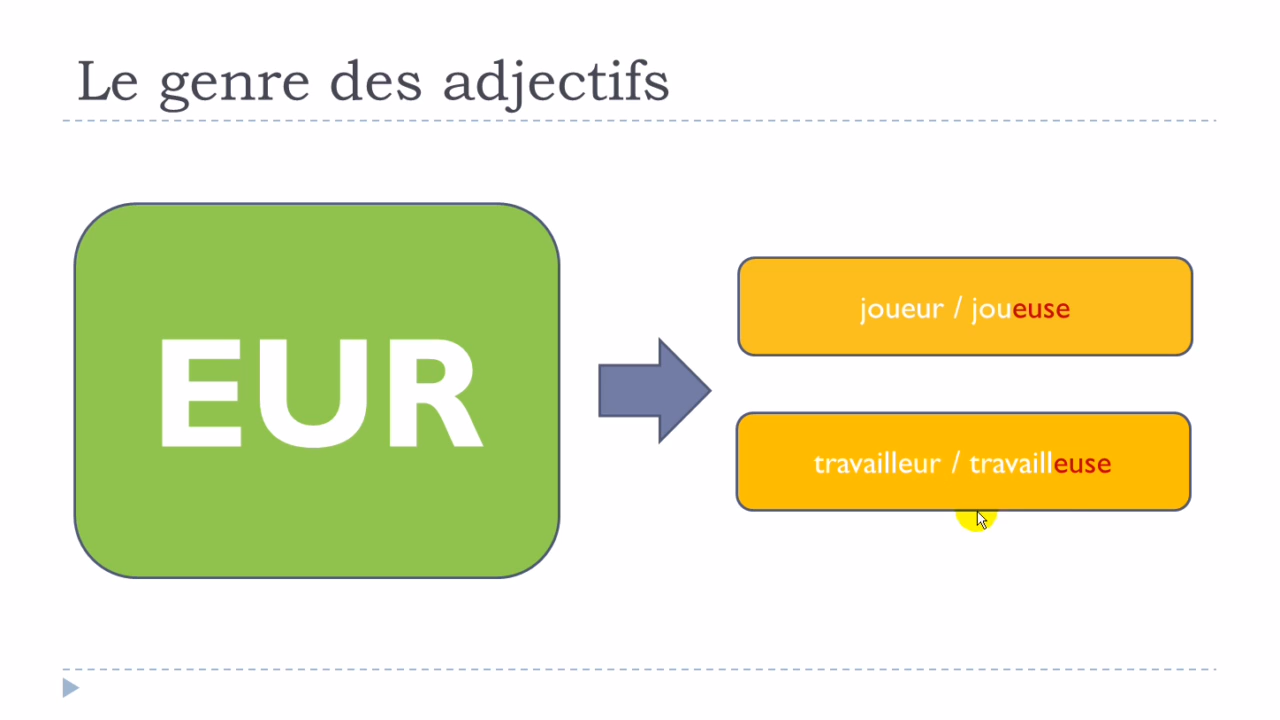 Le genre des adjectifs
EUR
joueur / joueuse
travailleur / travailleuse